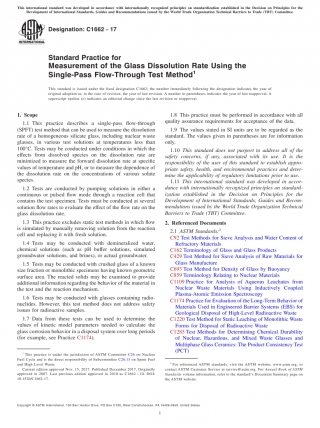 This international standard was developed in accordance with internationally recognized principles on standardization established in the Decision on Principles for the
Development of International Standards, Guides and Recommendations issued by the World Trade Organization Technical Barriers to Trade (TBT) Committee.
ASTM
INTERNATIONAL
Designation: C1662 − 17
Standard Practice for
Measurement of the Glass Dissolution Rate Using the
Single-Pass Flow-Through Test Method¹
This standard is issued under the fixed designation C1662; the number immediately following the designation indicates the year of
original adoption or, in the case of revision, the year of last revision. A number in parentheses indicates the year of last reapproval. A
superscript epsilon (ε) indicates an editorial change since the last revision or reapproval.
1. Scope
1.1 This practice describes a single-pass flow-through
(SPFT) test method that can be used to measure the dissolution
rate of a homogeneous silicate glass, including nuclear waste
glasses, in various test solutions at temperatures less than
100°C. Tests may be conducted under conditions in which the
effects from dissolved species on the dissolution rate are
minimized to measure the forward dissolution rate at specific
values of temperature and pH, or to measure the dependence of
the dissolution rate on the concentrations of various solute
species.
1.2 Tests are conducted by pumping solutions in either a
continuous or pulsed flow mode through a reaction cell that
contains the test specimen. Tests must be conducted at several
solution flow rates to evaluate the effect of the flow rate on the
glass dissolution rate.
1.3 This practice excludes static test methods in which flow
is simulated by manually removing solution from the reaction
cell and replacing it with fresh solution.
1.4 Tests may be conducted with demineralized water,
chemical solutions (such as pH buffer solutions, simulated
groundwater solutions, and brines), or actual groundwater.
1.5 Tests may be conducted with crushed glass of a known
size fraction or monolithic specimens having known geometric
surface area. The reacted solids may be examined to provide
additional information regarding the behavior of the material in
the test and the reaction mechanism.
1.6 Tests may be conducted with glasses containing radionuclides. However, this test method does not address safety
issues for radioactive samples.
1.7 Data from these tests can be used to determine the
values of kinetic model parameters needed to calculate the
glass corrosion behavior in a disposal system over long periods
(for example, see Practice C1174).
¹ This practice is under the jurisdiction of ASTM Committee C26 on Nuclear
Fuel Cycle and is the direct responsibility of Subcommittee C26.13 on Spent Fuel
and High Level Waste.
Current edition approved Nov. 15, 2017. Published December 2017. Originally
approved in 2007. Last previous edition approved in 2010 as C1662 – 10. DOI:
10.1520/C1662-17.
1.8 This practice must be performed in accordance with all
quality assurance requirements for acceptance of the data.
1.9 The values stated in SI units are to be regarded as the
standard. The values given in parentheses are for information
only.
1.10 This standard does not purport to address all of the
safety concerns, if any, associated with its use. It is the
responsibility of the user of this standard to establish appropriate safety, health, and environmental practices and determine the applicability of regulatory limitations prior to use.
1.11 This international standard was developed in accordance with internationally recognized principles on standardization established in the Decision on Principles for the
Development of International Standards, Guides and Recommendations issued by the World Trade Organization Technical
Barriers to Trade (TBT) Committee.
2. Referenced Documents
2.1 ASTM Standards:²
C92 Test Methods for Sieve Analysis and Water Content of
Refractory Materials
C162 Terminology of Glass and Glass Products
C429 Test Method for Sieve Analysis of Raw Materials for
Glass Manufacture
C693 Test Method for Density of Glass by Buoyancy
C859 Terminology Relating to Nuclear Materials
C1109 Practice for Analysis of Aqueous Leachates from
Nuclear Waste Materials Using Inductively Coupled
Plasma-Atomic Emission Spectroscopy
C1174 Practice for Evaluation of the Long-Term Behavior of
Materials Used in Engineered Barrier Systems (EBS) for
Geological Disposal of High-Level Radioactive Waste
C1220 Test Method for Static Leaching of Monolithic Waste
Forms for Disposal of Radioactive Waste
C1285 Test Methods for Determining Chemical Durability
of Nuclear, Hazardous, and Mixed Waste Glasses and
Multiphase Glass Ceramics: The Product Consistency Test
(PCT)
² For referenced ASTM standards, visit the ASTM website, www.astm.org, or
contact ASTM Customer Service at service@astm.org. For Annual Book of ASTM
Standards volume information, refer to the standard's Document Summary page on
the ASTM website.
Copyright © ASTM International, 100 Barr Harbor Drive, PO Box C700, West Conshohocken, PA 19428-2959. United States
1